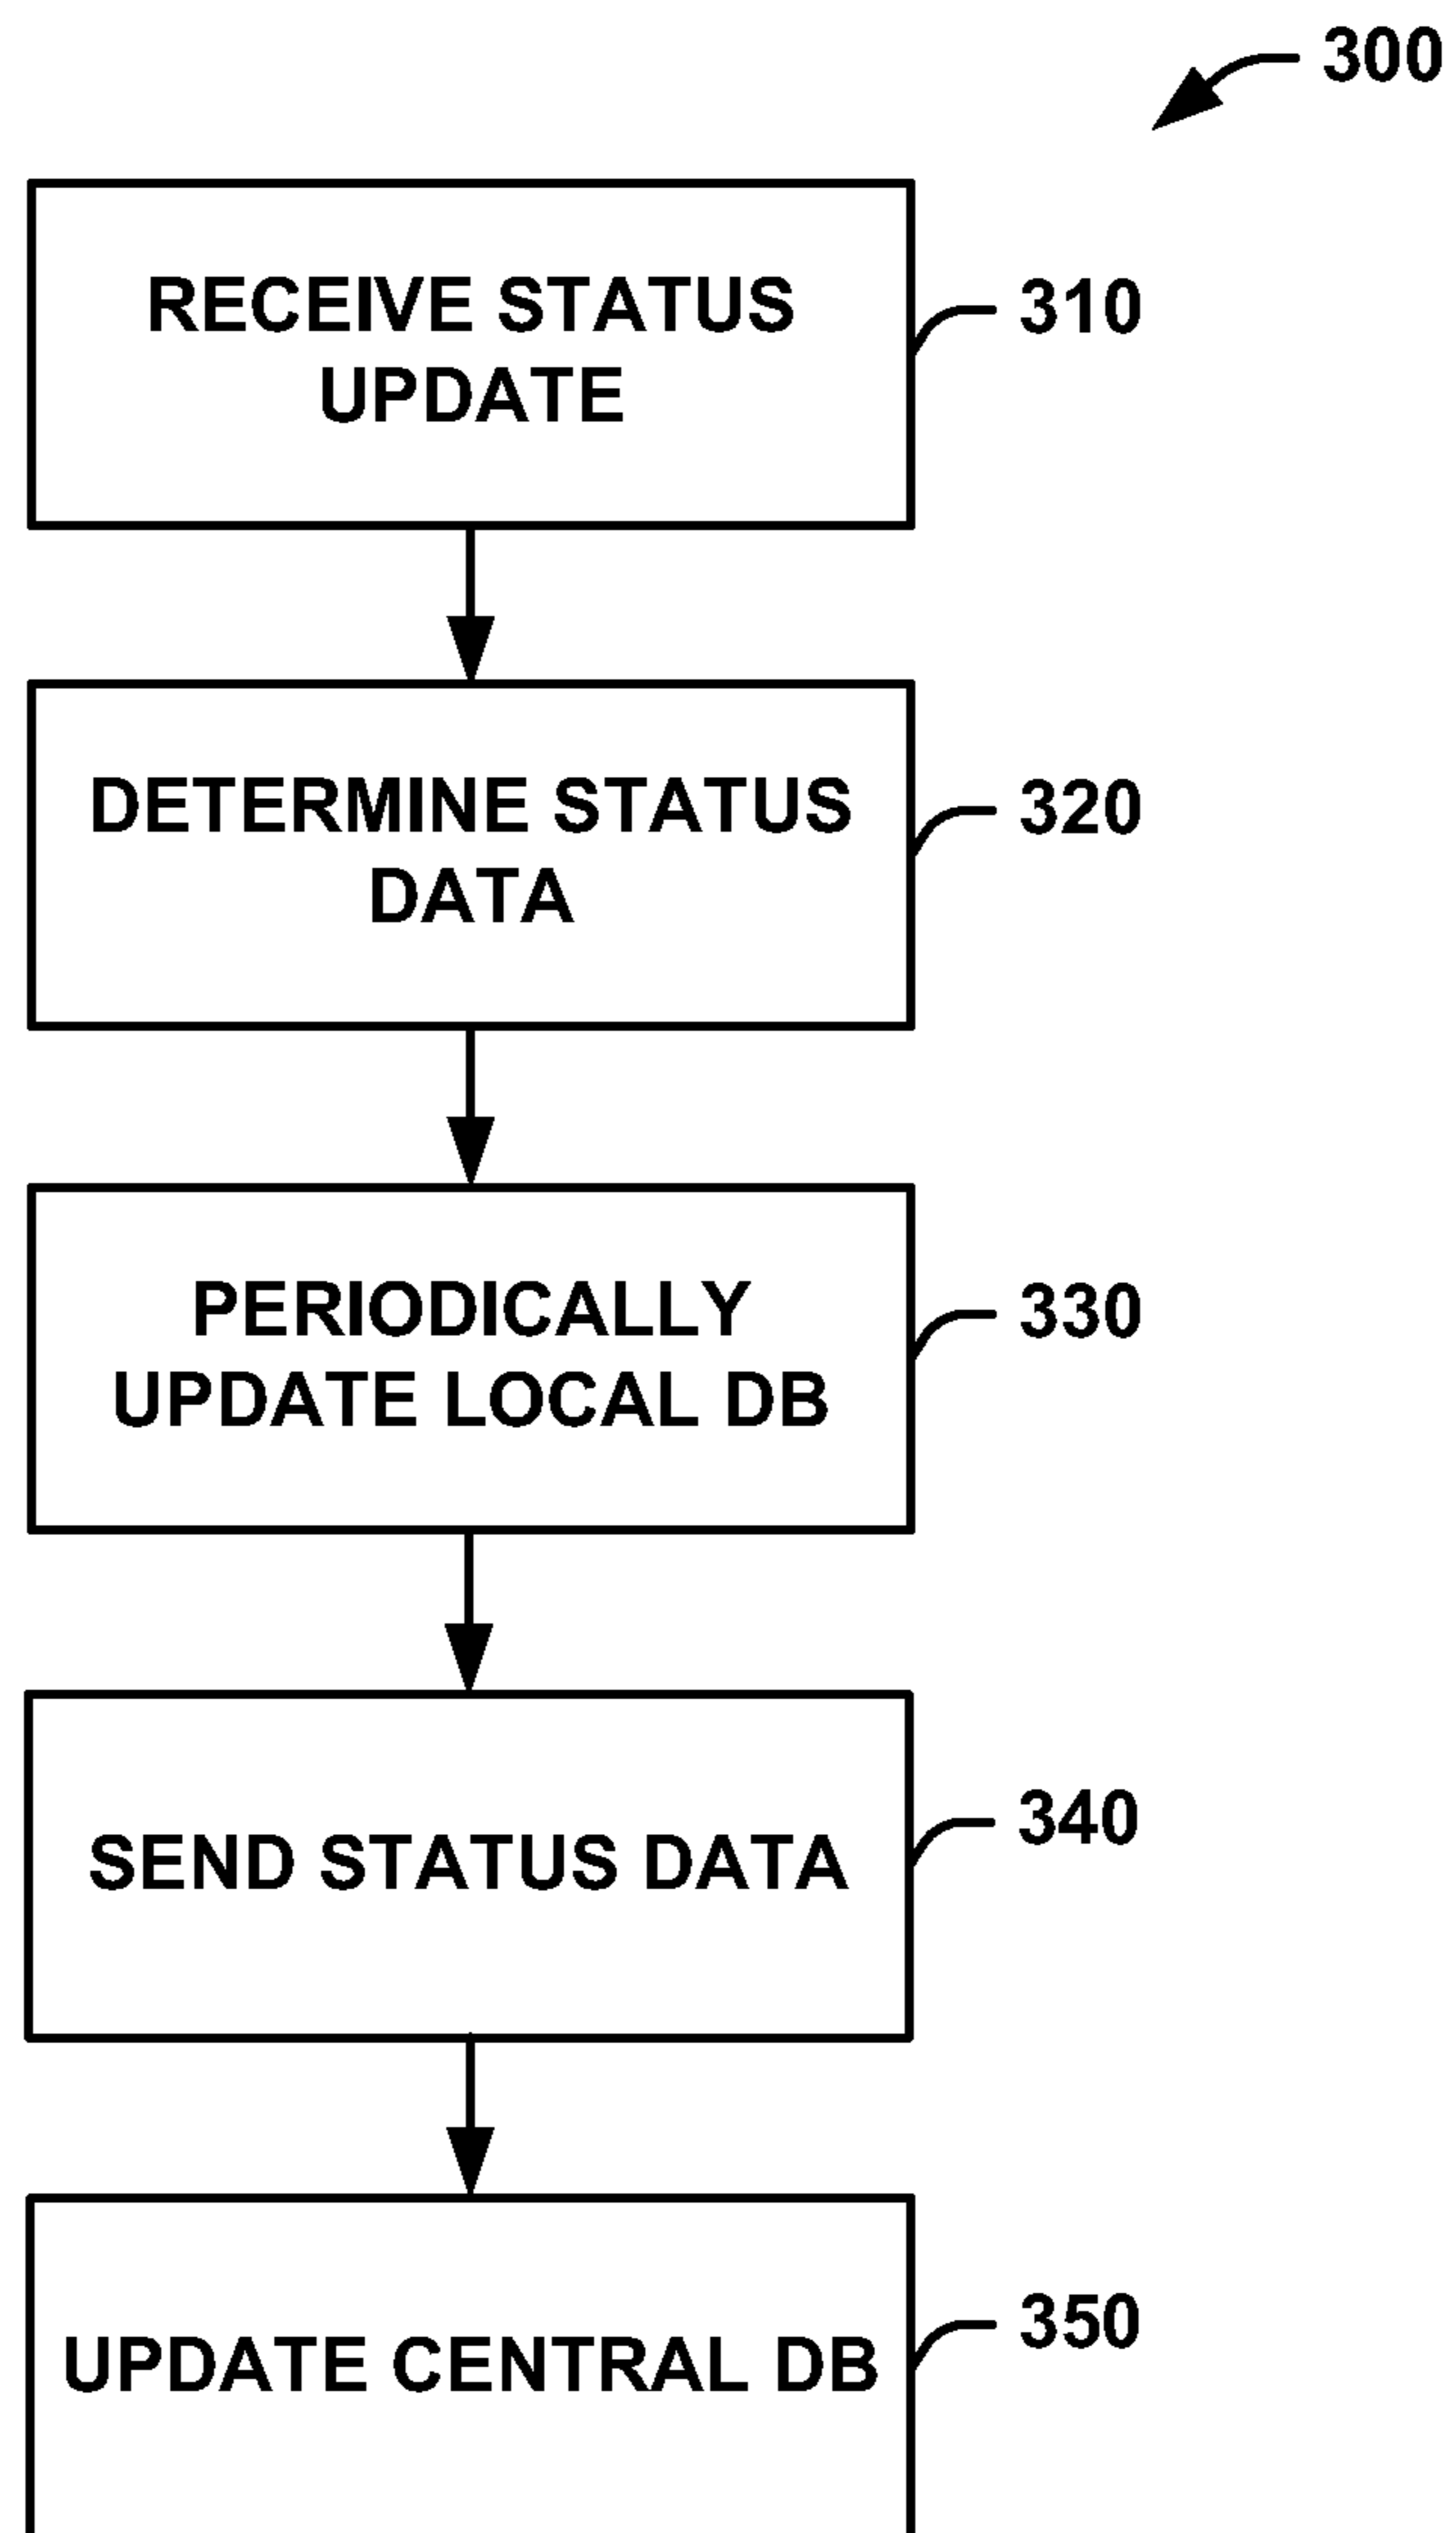 300
RECEIVE STATUS
UPDATE
310
DETERMINE STATUS
DATA
320
PERIODICALLY
UPDATE LOCAL DB
330
SEND STATUS DATA
340
UPDATE CENTRAL DB
350